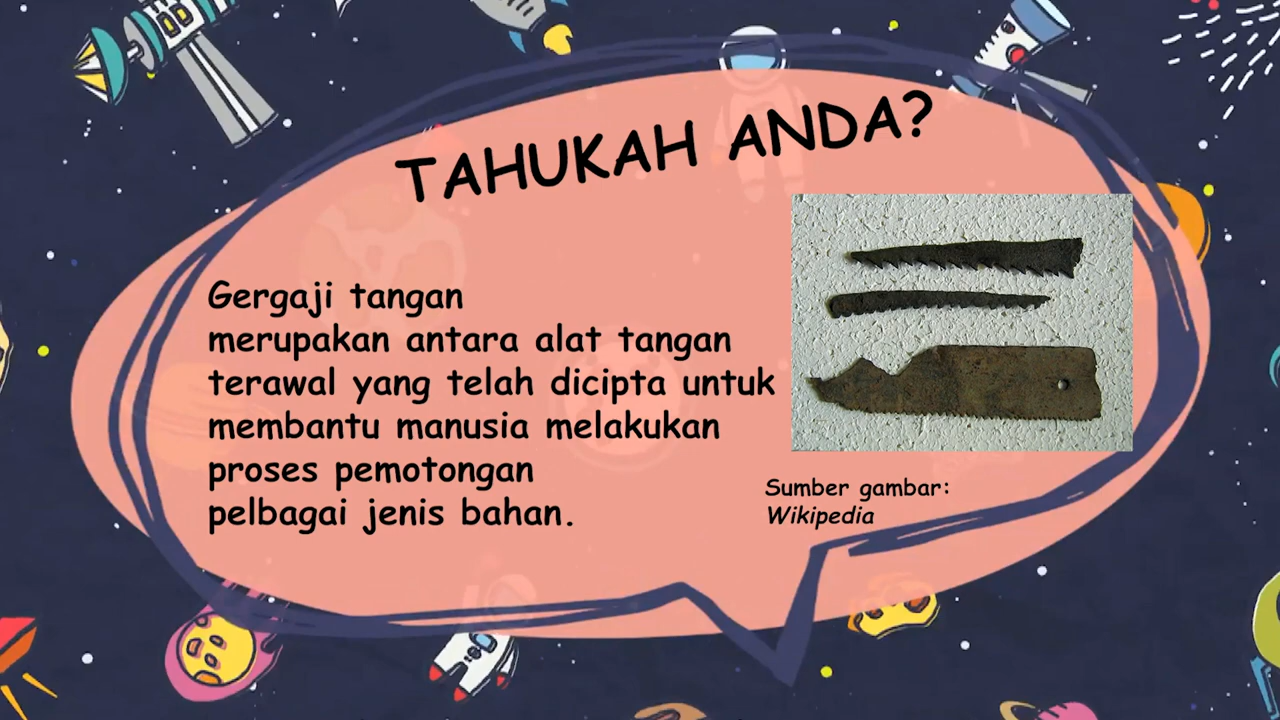 TAHUKAH ANDA?
Gergaji tangan
merupakan antara alat tangan
terawal yang telah dicipta untuk
membantu manusia melakukan
proses pemotongan
pelbagai jenis bahan.
Sumber gambar:
Wikipedia